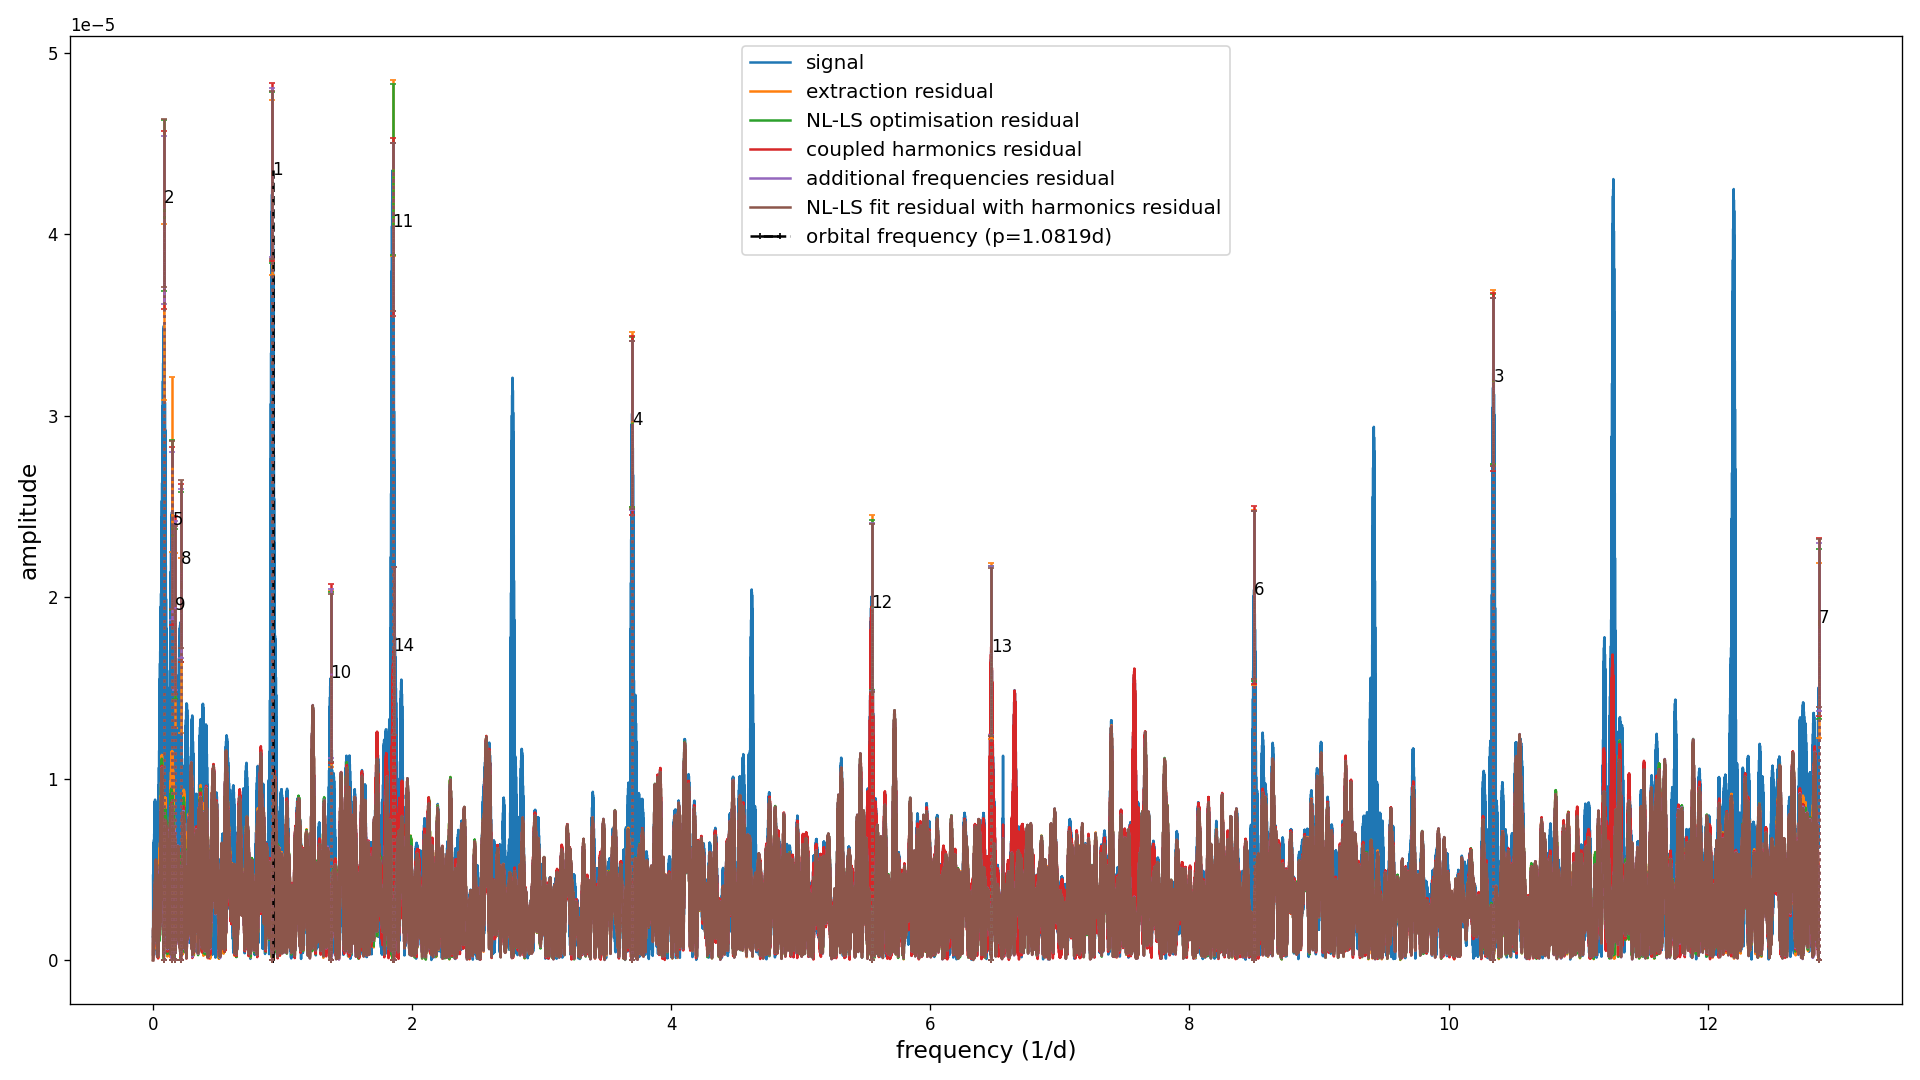 1e−5
5
4
3
2
1
0
amplitude
signal
extraction residual
NL-LS optimisation residual
coupled harmonics residual
additional frequencies residual
NL-LS fit residual with harmonics residual
orbital frequency (p=1.0819d)
1
2
11
3
4
5
8
9
10
14
12
13
6
7
0
2
4
6
8
10
12
frequency (1/d)